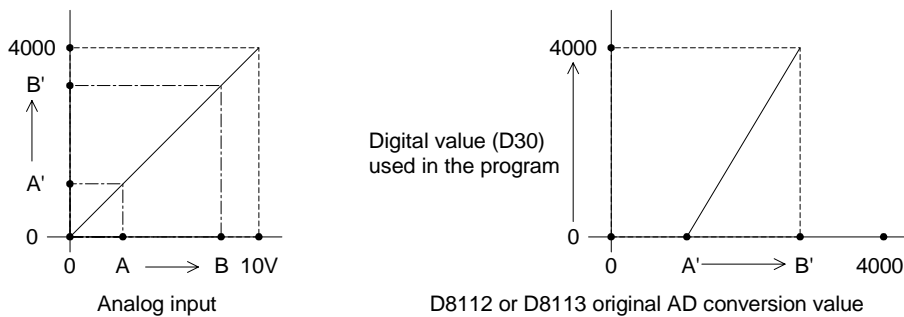 4000
B'
A'
0
0
A
B
10V
Analog input
4000
Digital value (D30)
used in the program
0
0
A'
B'
4000
D8112 or D8113 original AD conversion value